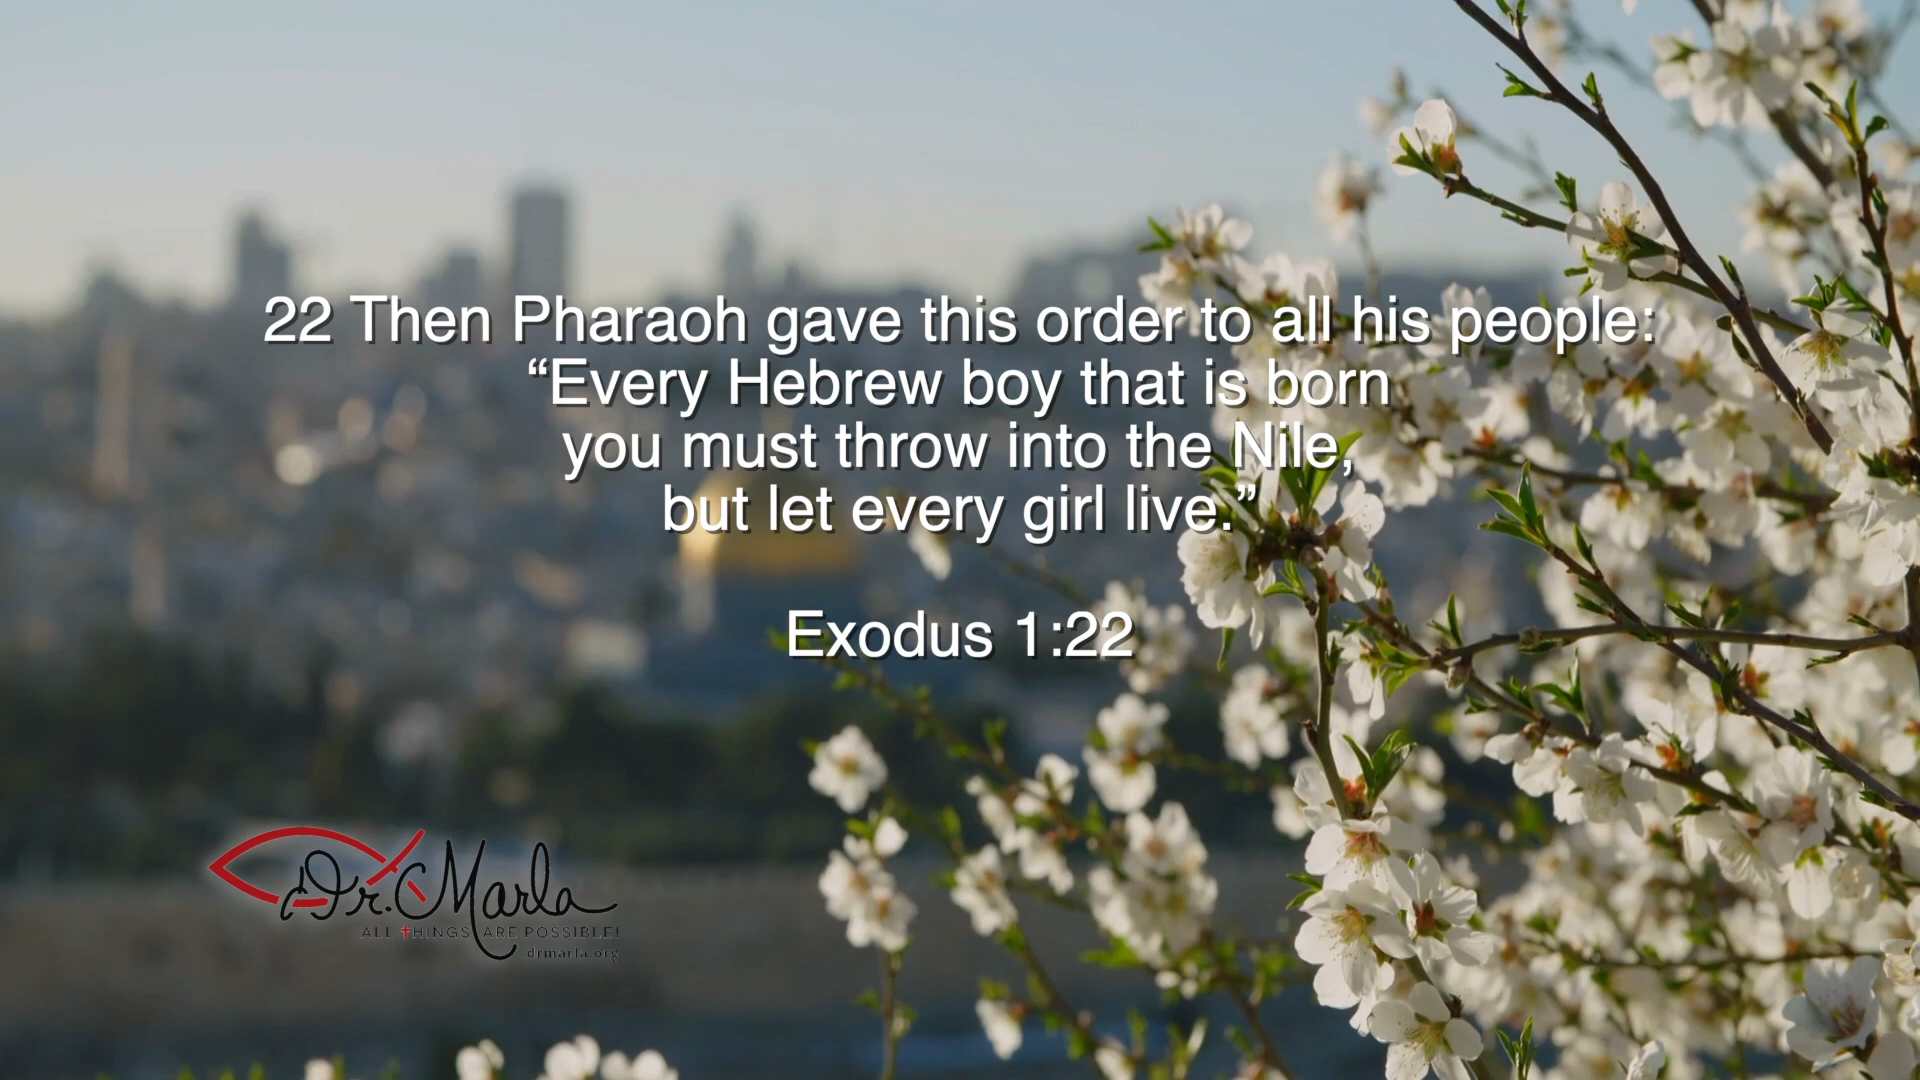 22 Then Pharaoh gave this order to all his people:
“Every Hebrew boy that is born
you must throw into the Nile,
but let every girl live.”
Exodus 1:22
Dr. Marla
ALL THINGS ARE POSSIBLE!
drmarla.org